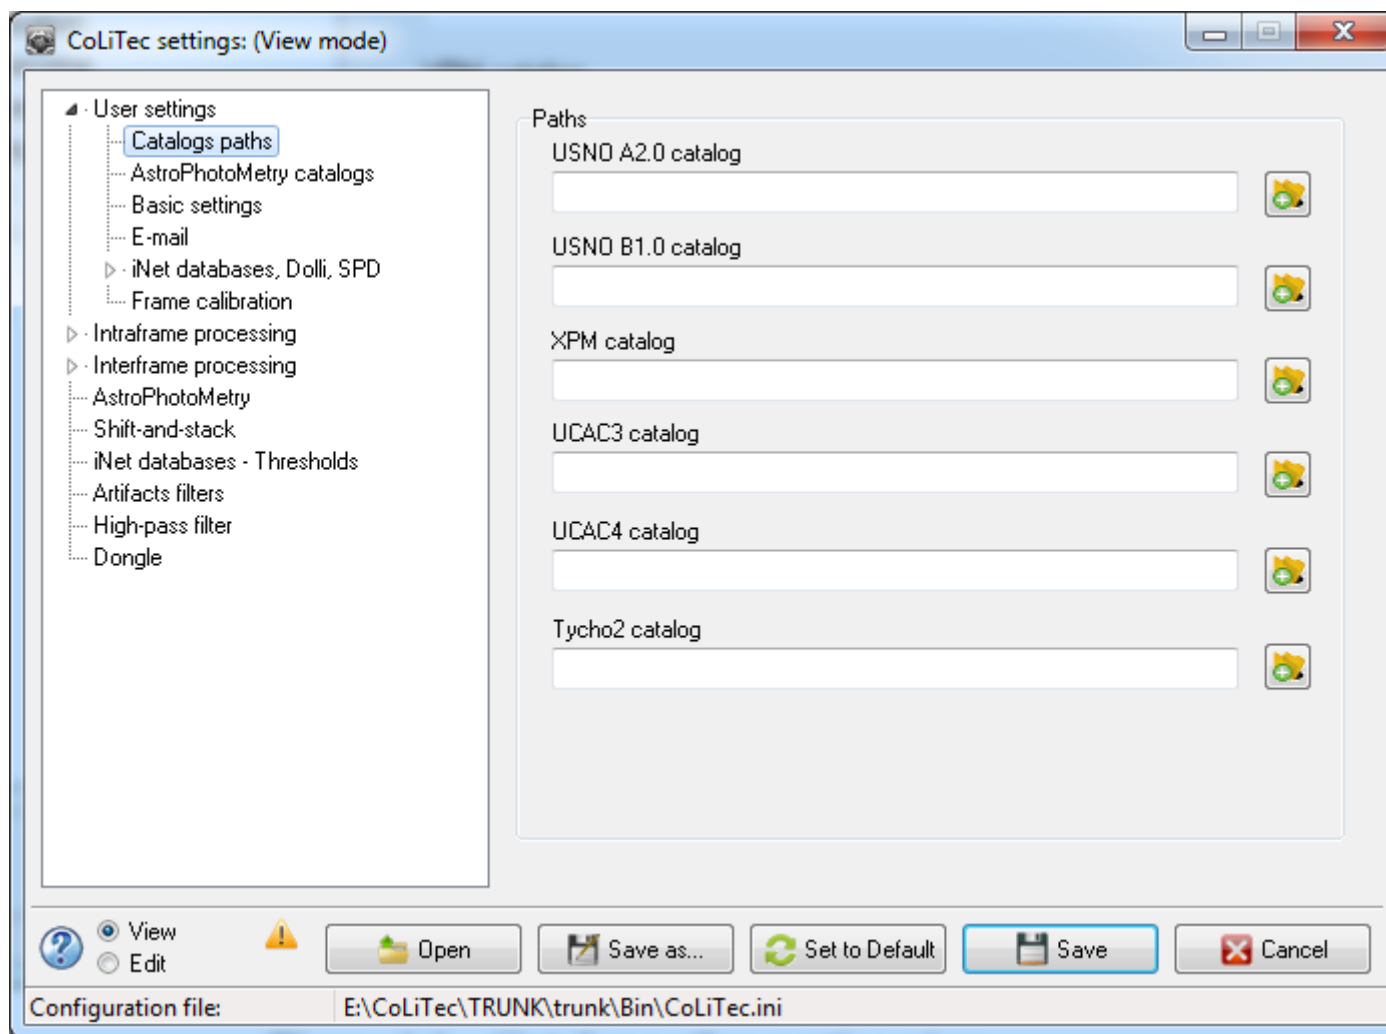 CoLiTec settings: (View mode)
User settings
Catalogs paths
AstroPhotoMetry catalogs
Basic settings
E-mail
iNet databases, Dolli, SPD
Frame calibration
Intraframe processing
Interframe processing
AstroPhotoMetry
Shift-and-stack
iNet databases - Thresholds
Artifacts filters
High-pass filter
Dongle
Paths
USNO A2.0 catalog
USNO B1.0 catalog
XPM catalog
UCAC3 catalog
UCAC4 catalog
Tycho2 catalog
View
Edit
Open
Save as...
Set to Default
Save
Cancel
Configuration file: E:\CoLiTec\TRUNK\trunk\Bin\CoLiTec.ini